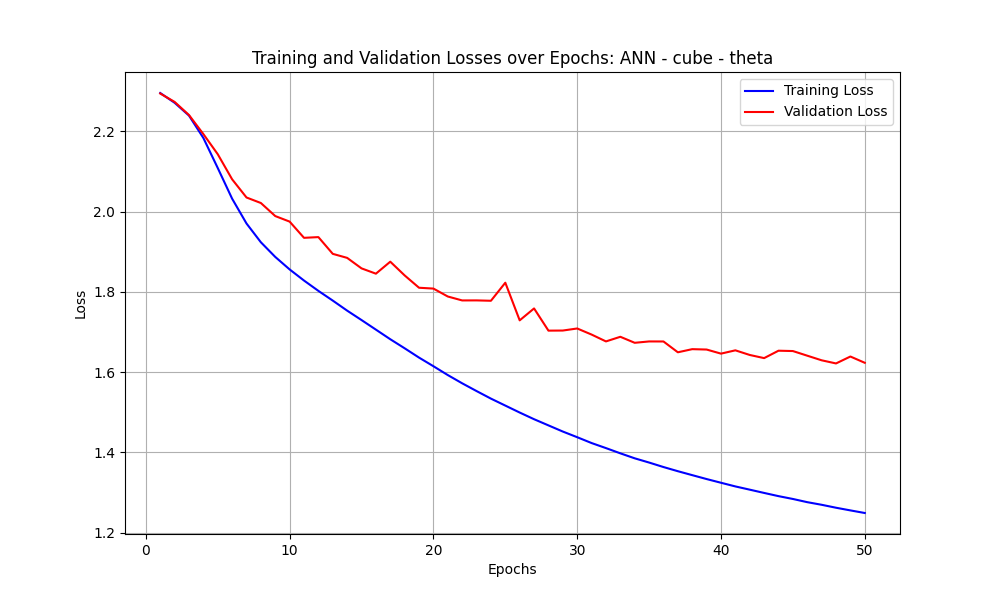 Training and Validation Losses over Epochs: ANN - cube - theta
Training Loss
Validation Loss
Loss
2.2
2.0
1.8
1.6
1.4
1.2
0 10 20 30 40 50
Epochs